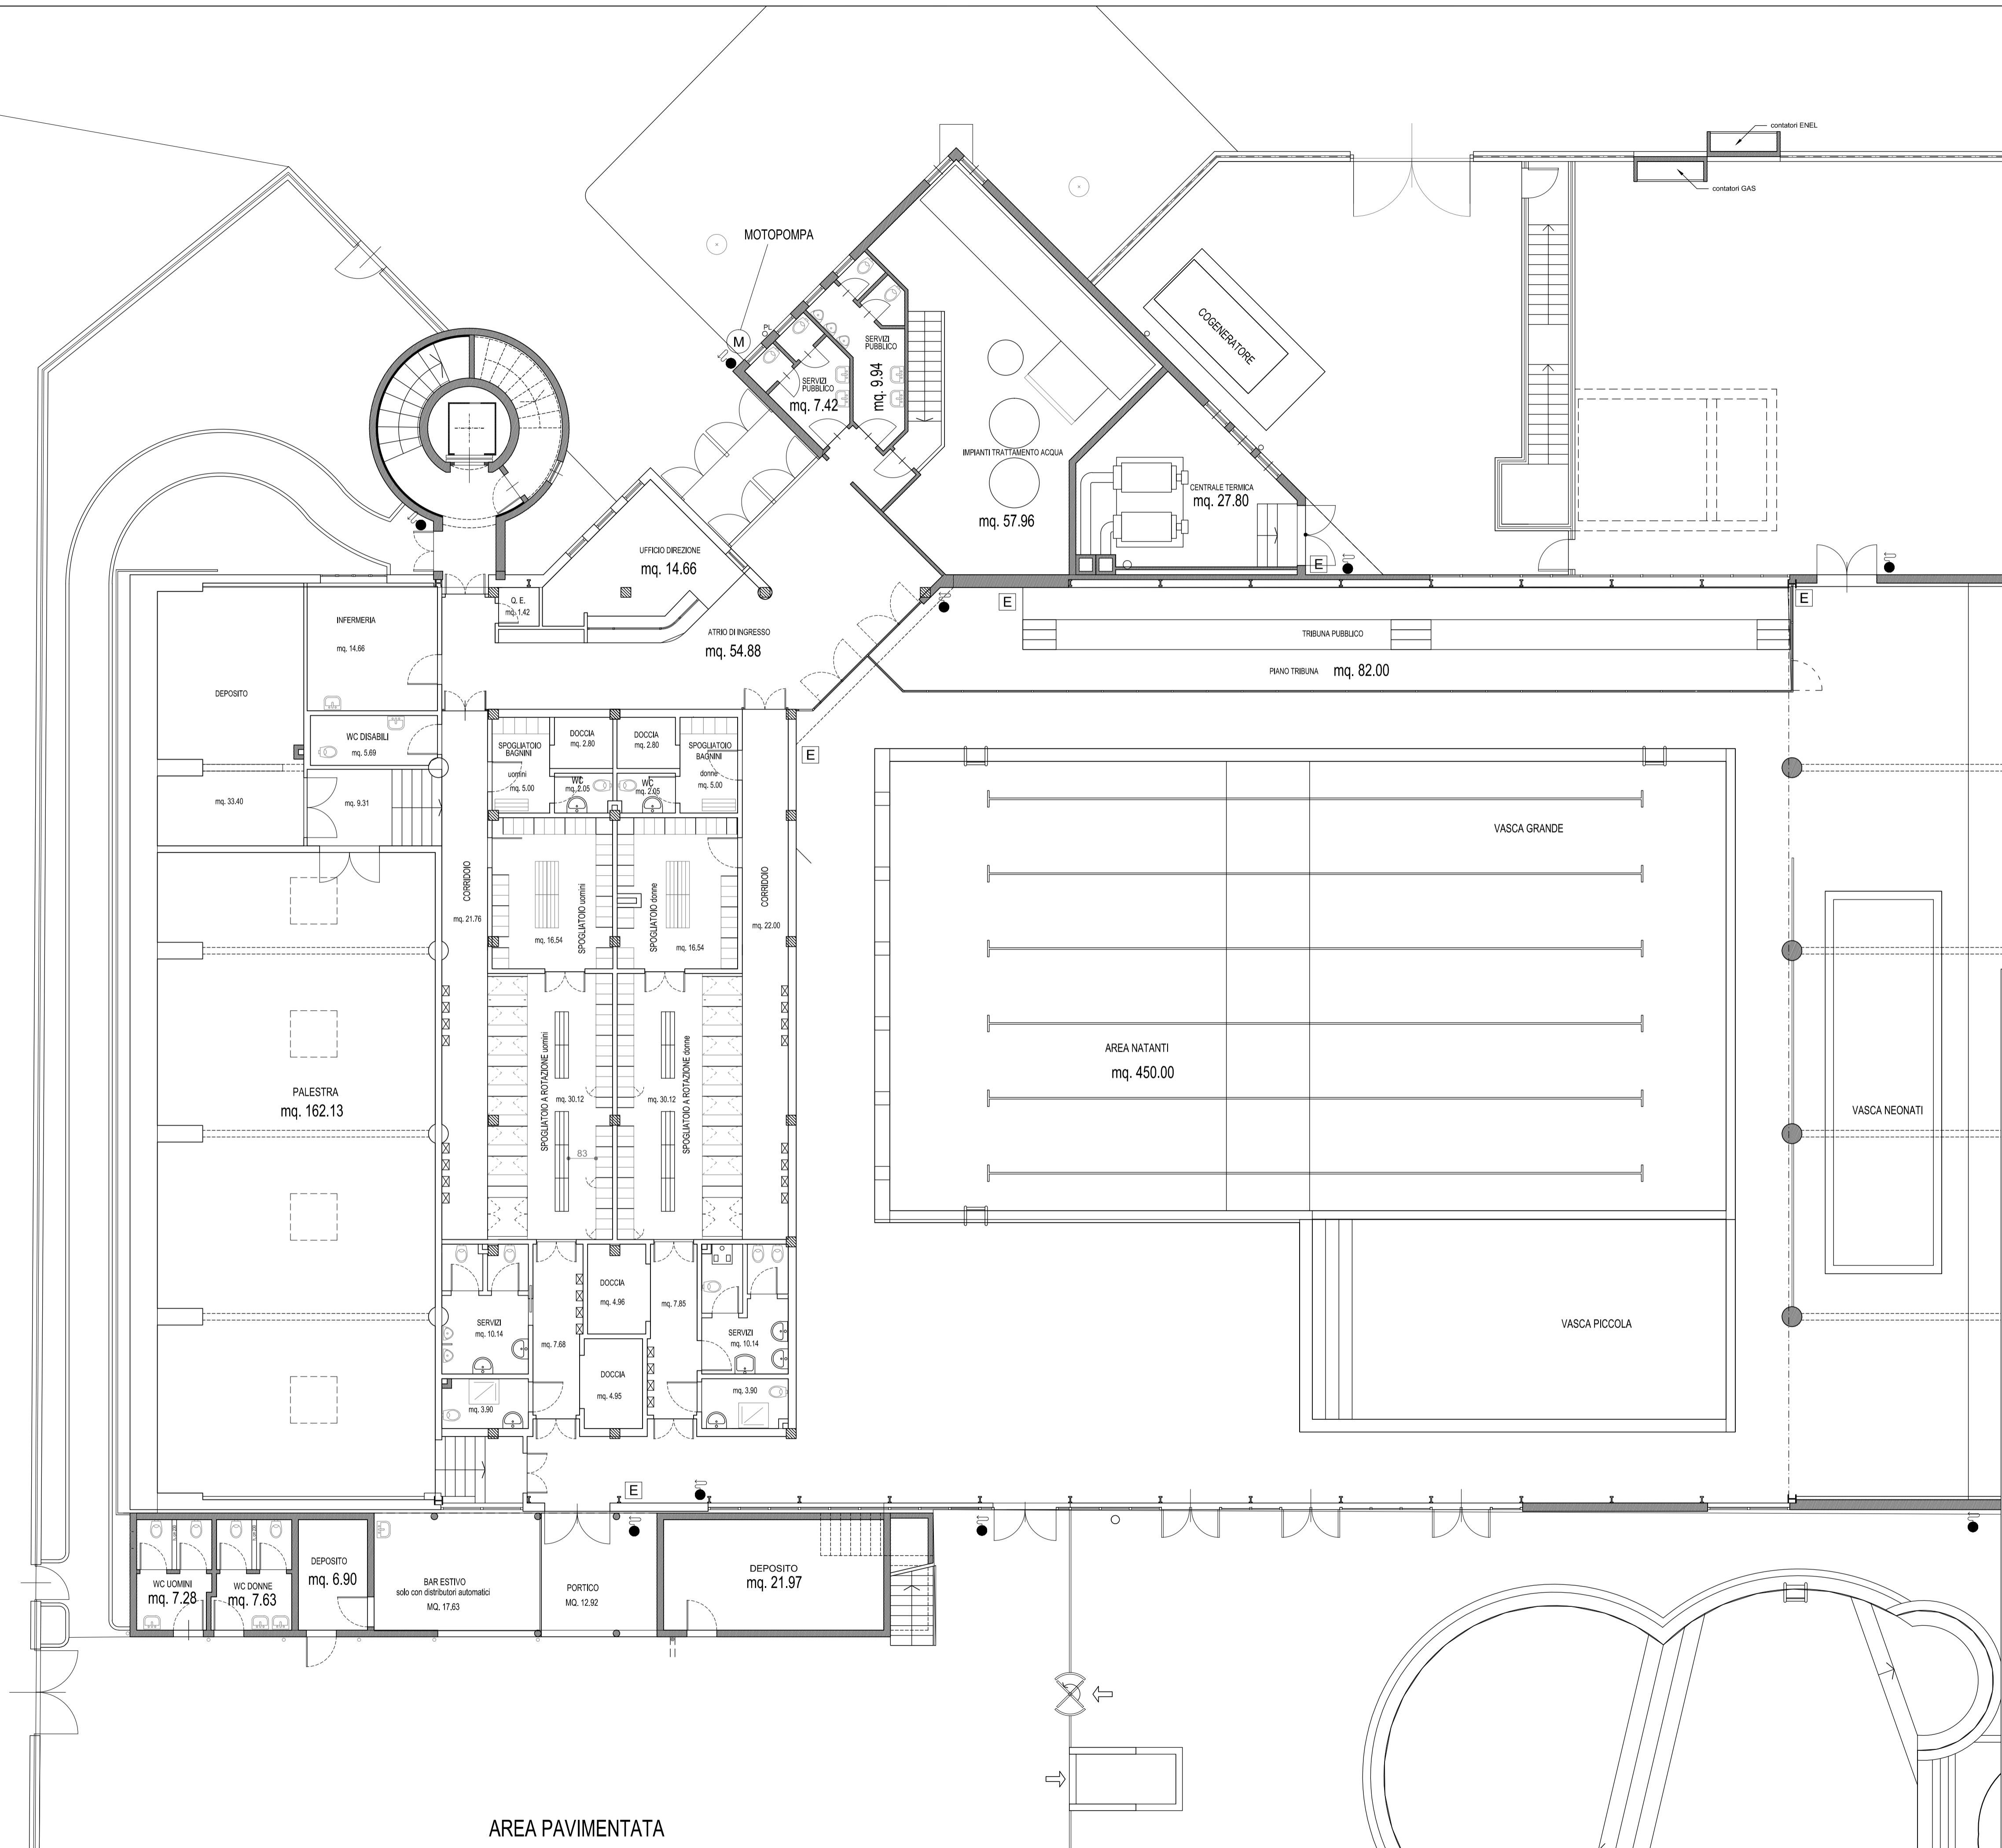 contatori ENEL
contatori GAS
MOTOPOMPA
M
PL
COGENERATORE
SERVIZI
PUBBLICO
mq. 9.94
SERVIZI
PUBBLICO
mq. 7.42
IMPIANTI TRATTAMENTO ACQUA
mq. 57.96
CENTRALE TERMICA
mq. 27.80
E
UFFICIO DIREZIONE
mq. 14.66
Q. E.
mq. 1.42
E
E
INFERMERIA
mq. 14.66
ATRIO DI INGRESSO
mq. 54.88
TRIBUNA PUBBLICO
PIANO TRIBUNA mq. 82.00
DEPOSITO
WC DISABILI
mq. 5.69
mq. 33.40
mq. 9.31
SPOGLIATOIO
BAGNINI
uomini
mq. 5.00
DOCCIA
mq. 2.80
WC
mq. 2.05
DOCCIA
mq. 2.80
WC
mq. 2.05
SPOGLIATOIO
BAGNINI
donne
mq. 5.00
E
VASCA GRANDE
CORRIDOIO
mq. 21.76
SPOGLIATOIO uomini
mq. 16.54
SPOGLIATOIO donne
mq. 16.54
CORRIDOIO
mq. 22.00
AREA NATANTI
mq. 450.00
PALESTRA
mq. 162.13
SPOGLIATOIO A ROTAZIONE uomini
mq. 30.12
83
SPOGLIATOIO A ROTAZIONE donne
mq. 30.12
VASCA NEONATI
DOCCIA
mq. 4.96
SERVIZI
mq. 10.14
mq. 7.68
mq. 7.85
SERVIZI
mq. 10.14
VASCA PICCOLA
DOCCIA
mq. 4.95
mq. 3.90
mq. 3.90
E
WC UOMINI
mq. 7.28
WC DONNE
mq. 7.63
DEPOSITO
mq. 6.90
BAR ESTIVO
solo con distributori automatici
MQ. 17.63
PORTICO
MQ. 12.92
DEPOSITO
mq. 21.97
AREA PAVIMENTATA